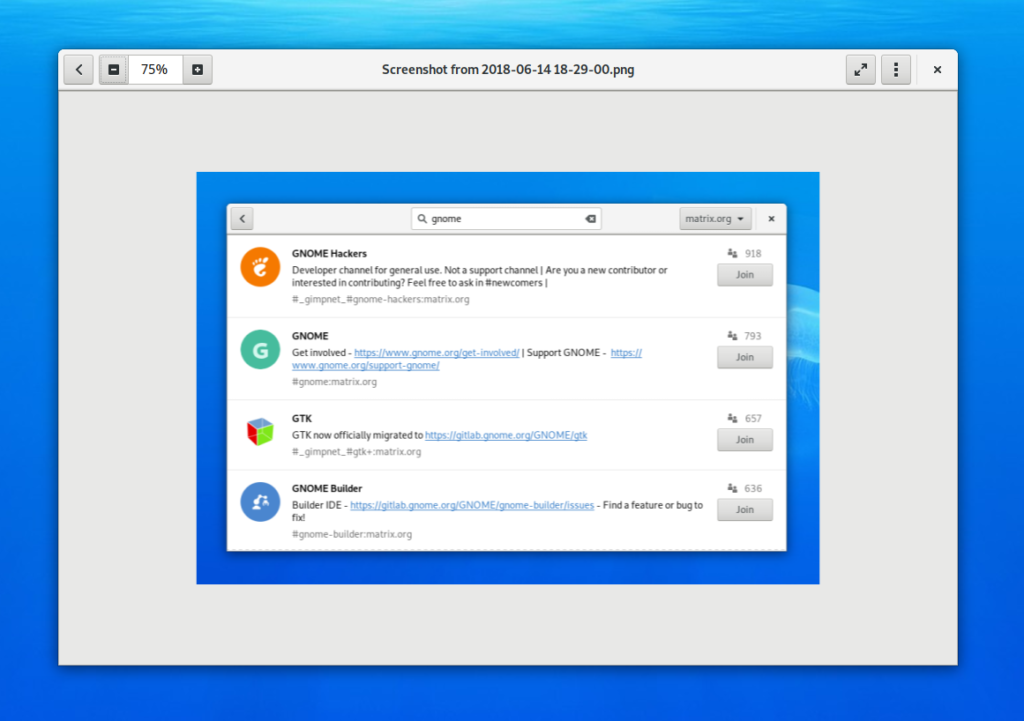 75%
Screenshot from 2018-06-14 18-29-00.png
gnome
matrix.org
GNOME Hackers
918
Developer channel for general use. Not a support channel | Are you a new contributor or
interested in contributing? Feel free to ask in #newcomers |
Join
#_gimpnet_#gnome-hackers:matrix.org
G
GNOME
793
Get involved - https://www.gnome.org/get-involved/ | Support GNOME - https://
www.gnome.org/support-gnome/
Join
#gnome:matrix.org
GTK
657
GTK now officially migrated to https://gitlab.gnome.org/GNOME/gtk
Join
#_gimpnet_#gtk+:matrix.org
GNOME Builder
636
Builder IDE - https://gitlab.gnome.org/GNOME/gnome-builder/issues - Find a feature or bug to
fix!
Join
#gnome-builder:matrix.org